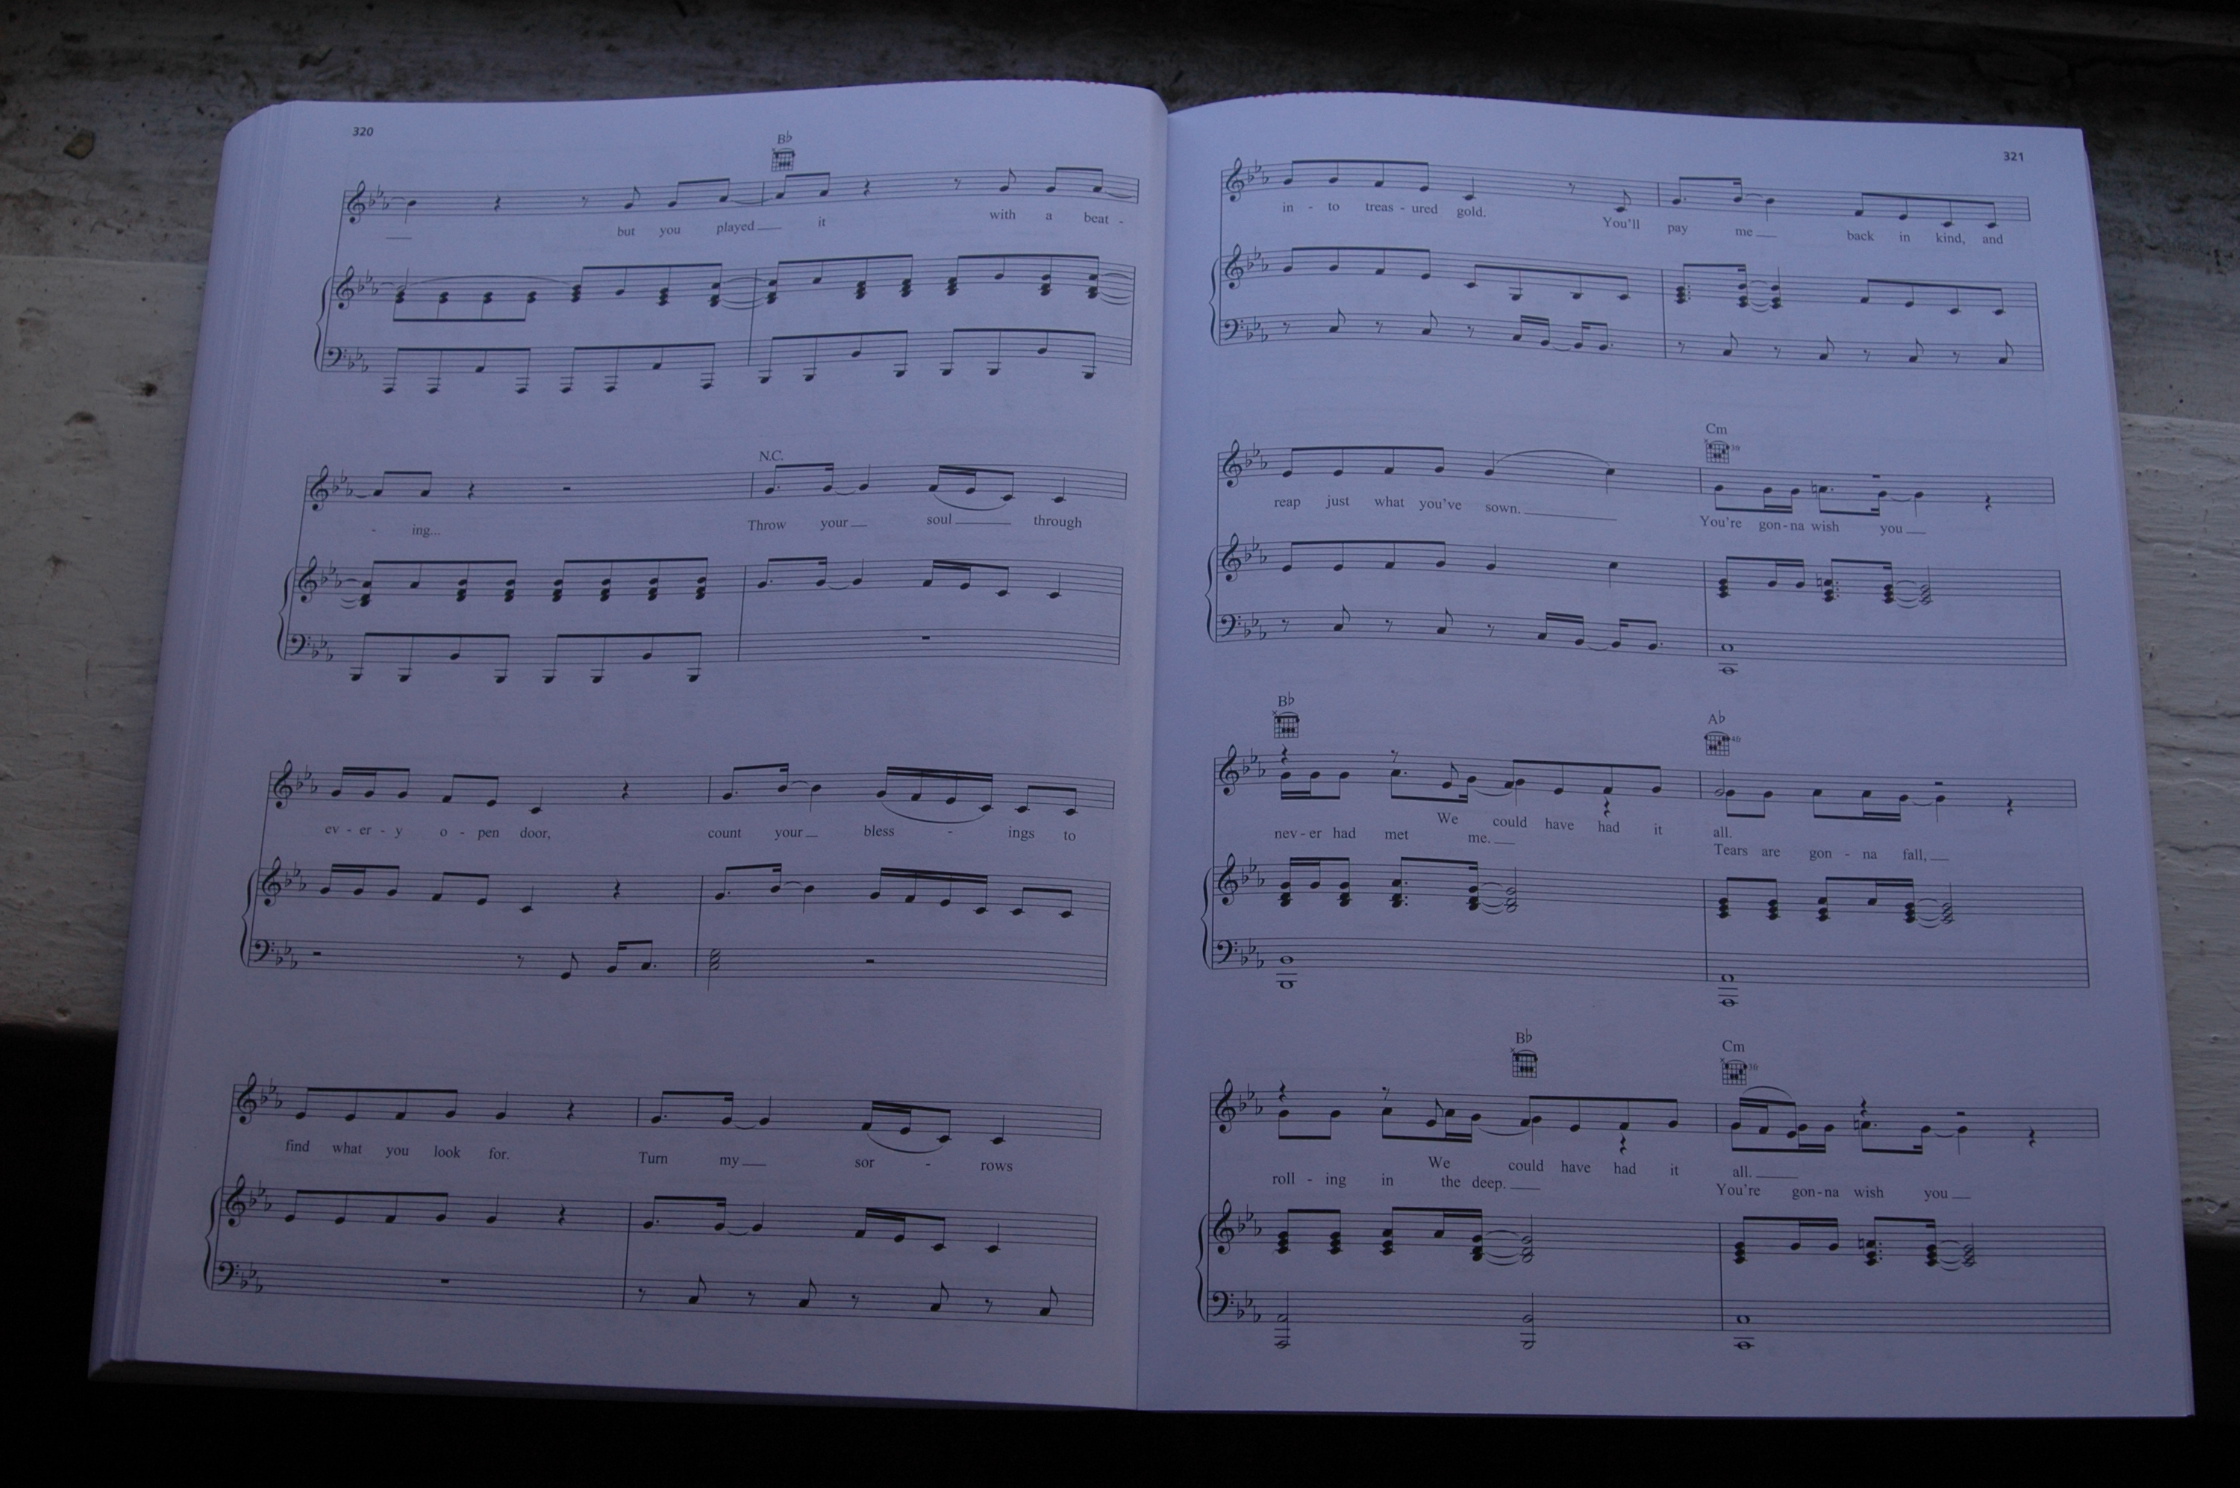 320
B♭
but you played it with a beat -
N.C.
- ing... Throw your soul through
ev - er - y o - pen door, count your bless - ings to
find what you look for. Turn my sor - rows
321
in - to treas - ured gold. You'll pay me back in kind, and
Cm
reap just what you've sown. You're gon - na wish you
B♭ A♭
We could have had it all.
nev - er had met me. Tears are gon - na fall,
B♭ Cm
We could have had it all.
roll - ing in the deep. You're gon - na wish you